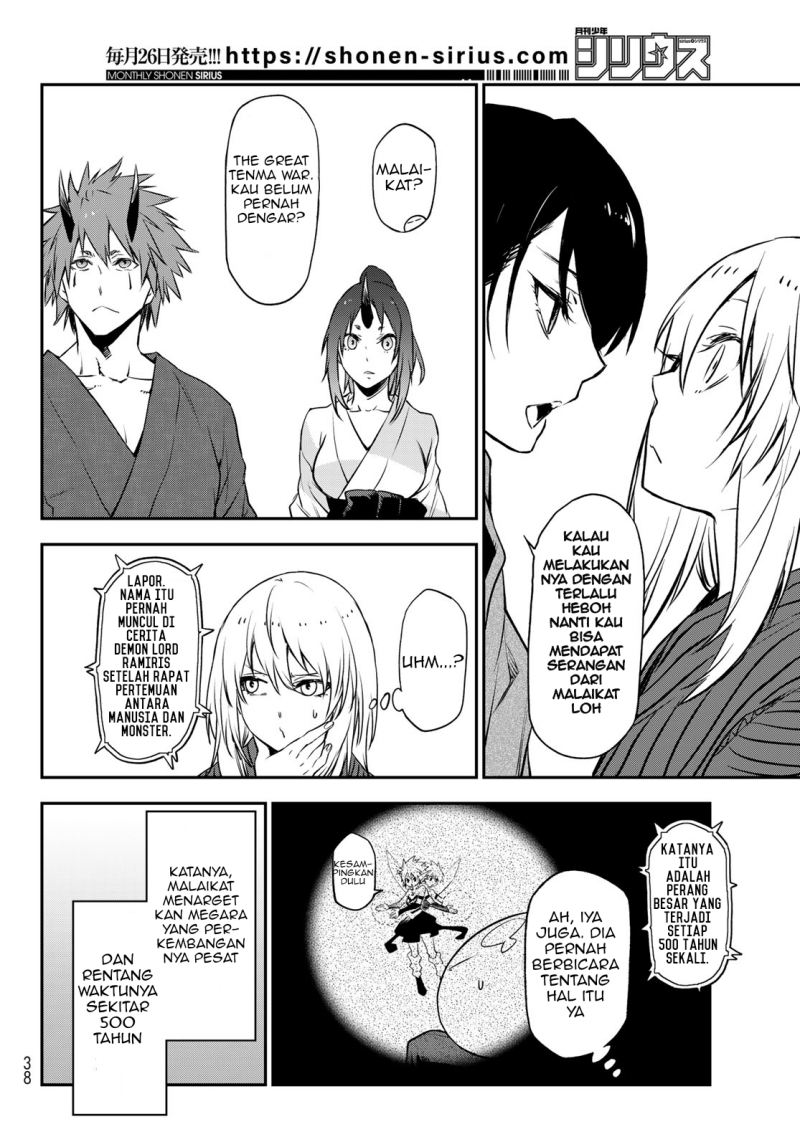 毎月26日発売!!! https://shonen-sirius.com
MONTHLY SHONEN SIRIUS
月刊少年
シリウス
KALAU
KAU
MELAKUKAN
NYA DENGAN
TERLALU
HEBOH
NANTI KAU
BISA
MENDAPAT
SERANGAN
DARI
MALAIKAT
LOH
MALAI-
KAT?
THE GREAT
TENMA WAR.
KAU BELUM
PERNAH
DENGAR?
UHM...?
LAPOR.
NAMA ITU
PERNAH
MUNCUL DI
CERITA
DEMON LORD
RAMIRIS
SETELAH RAPAT
PERTEMUAN
ANTARA
MANUSIA DAN
MONSTER.
KATANYA
ITU
ADALAH
PERANG
BESAR YANG
TERJADI
SETIAP
500 TAHUN
SEKALI.
AH, IYA
JUGA. DIA
PERNAH
BERBICARA
TENTANG
HAL ITU
YA
KESAM-
PINGKAN
DULU
KATANYA,
MALAIKAT
MENARGET
KAN MEGARA
YANG PER-
KEMBANGAN
NYA PESAT
DAN
RENTANG
WAKTUNYA
SEKITAR
500
TAHUN
38